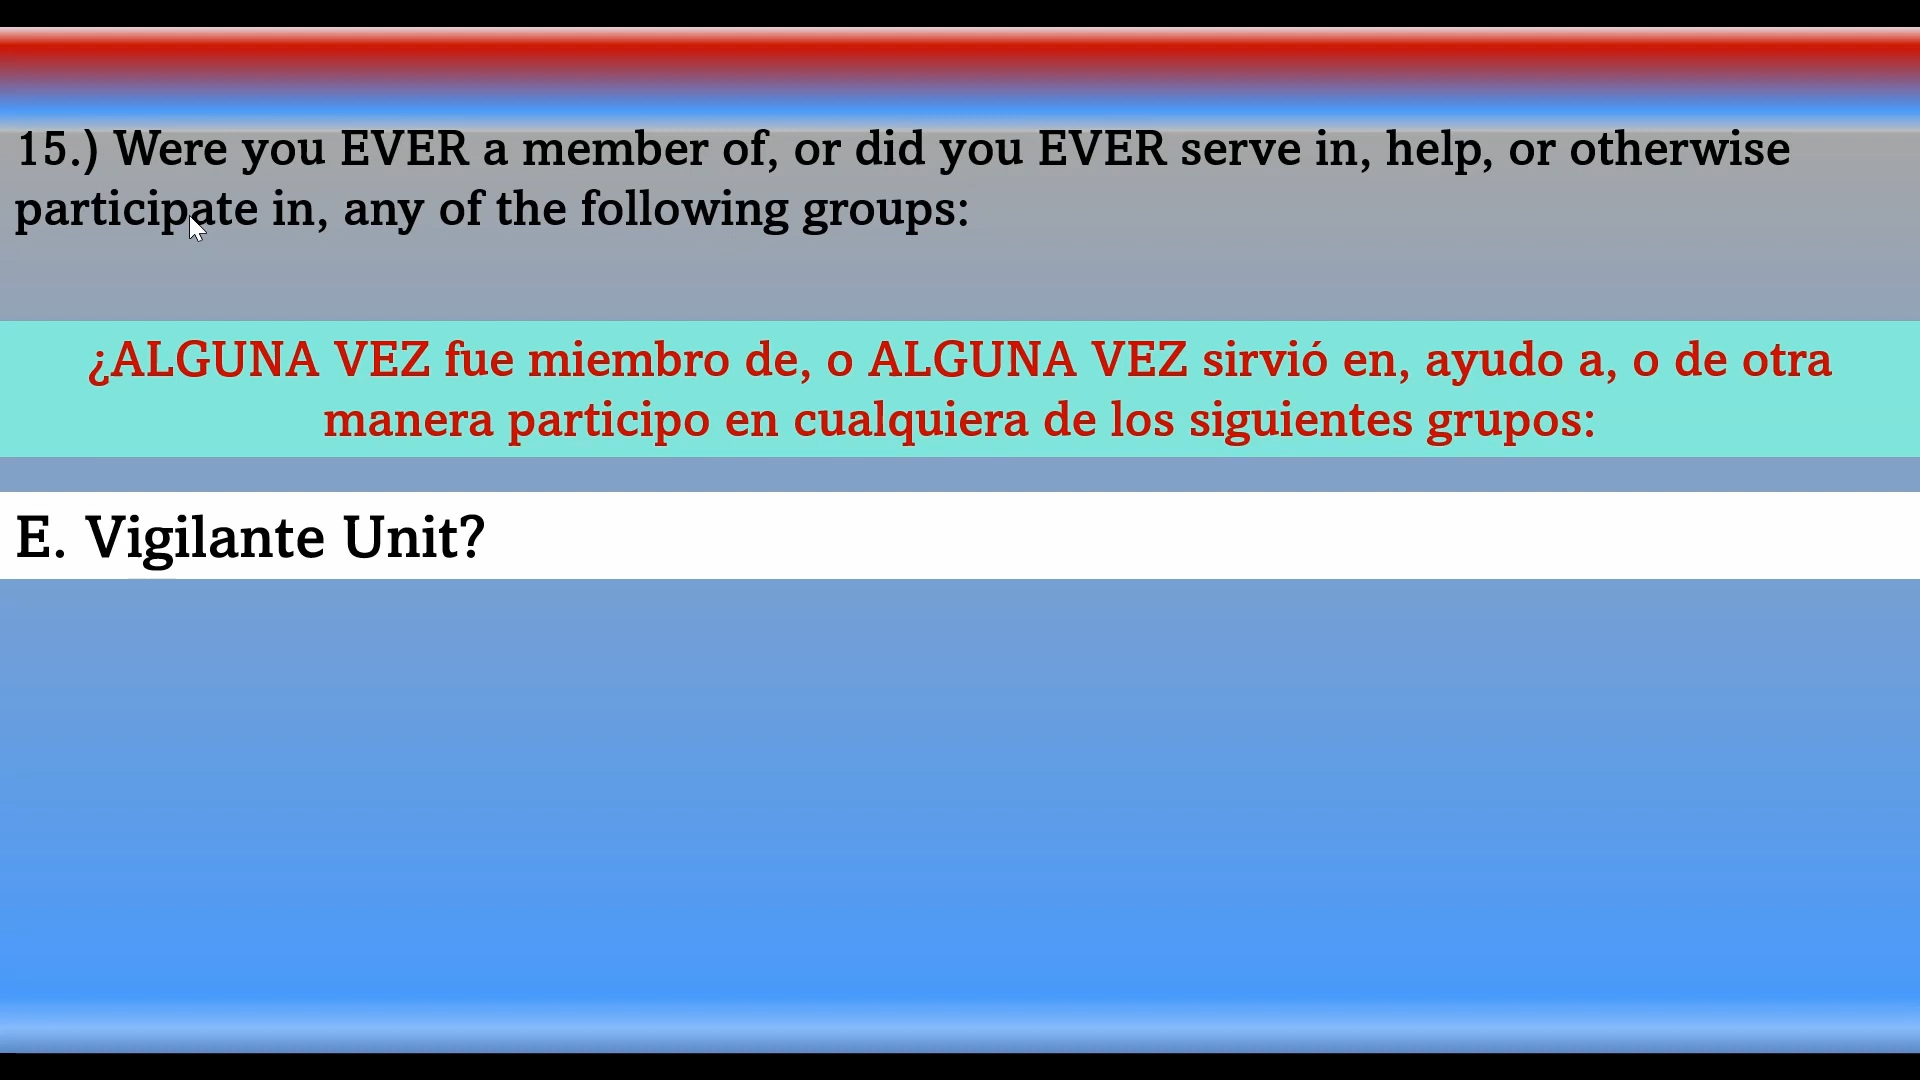 15.) Were you EVER a member of, or did you EVER serve in, help, or otherwise
participate in, any of the following groups:
¿ALGUNA VEZ fue miembro de, o ALGUNA VEZ sirvió en, ayudo a, o de otra
manera participo en cualquiera de los siguientes grupos:
E. Vigilante Unit?